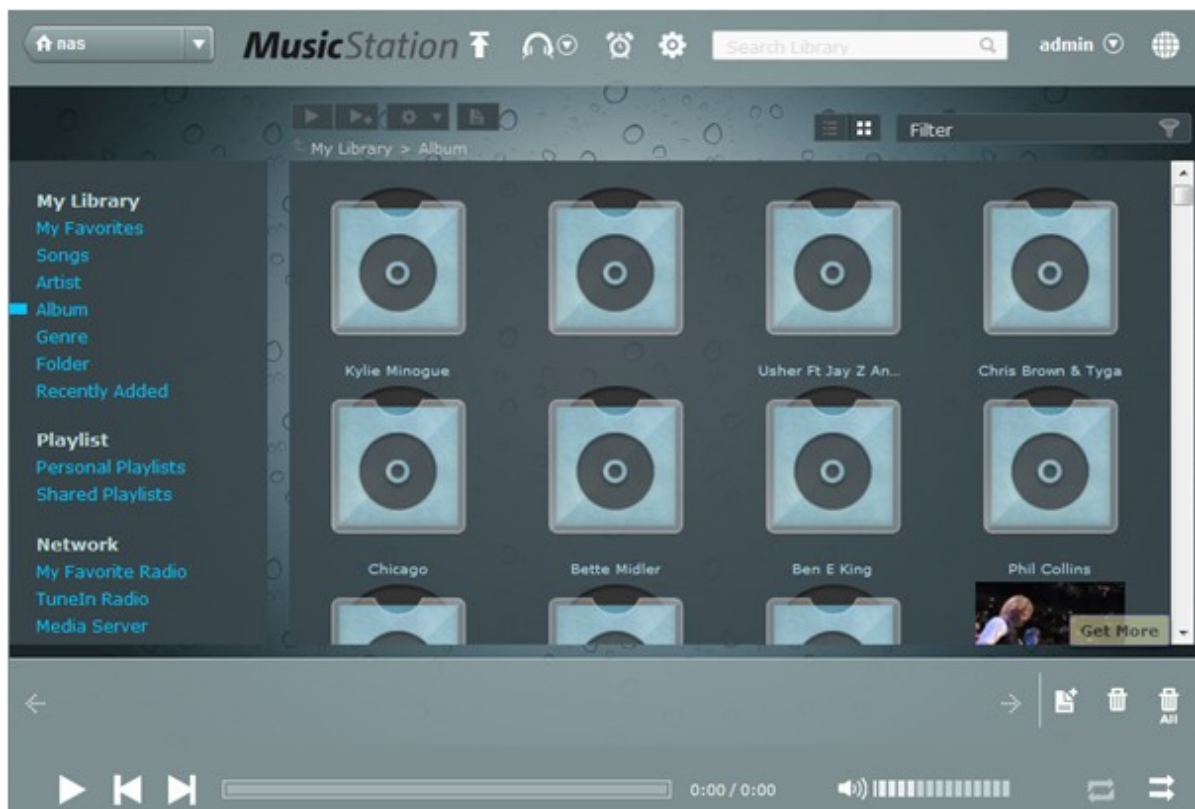 nas
MusicStation
Search Library
admin
My Library > Album
Filter
My Library
My Favorites
Songs
Artist
Album
Genre
Folder
Recently Added
Playlist
Personal Playlists
Shared Playlists
Network
My Favorite Radio
TuneIn Radio
Media Server
Kylie Minogue
Usher Ft Jay Z An...
Chris Brown & Tyga
Chicago
Bette Midler
Ben E King
Phil Collins
Get More
All
0:00 / 0:00